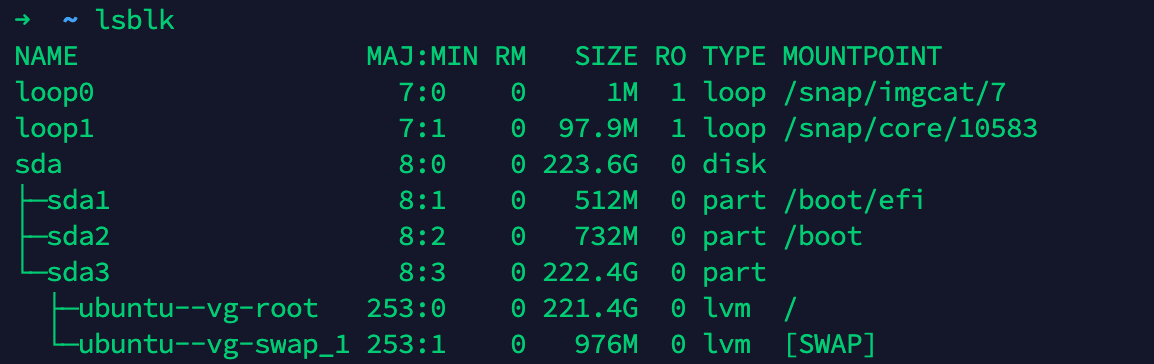 ➜  ~ lsblk
NAME                  MAJ:MIN RM   SIZE RO TYPE MOUNTPOINT
loop0                   7:0    0     1M  1 loop /snap/imgcat/7
loop1                   7:1    0  97.9M  1 loop /snap/core/10583
sda                     8:0    0 223.6G  0 disk
├─sda1                  8:1    0   512M  0 part /boot/efi
├─sda2                  8:2    0   732M  0 part /boot
└─sda3                  8:3    0 222.4G  0 part
  ├─ubuntu--vg-root   253:0    0 221.4G  0 lvm  /
  └─ubuntu--vg-swap_1 253:1    0   976M  0 lvm  [SWAP]